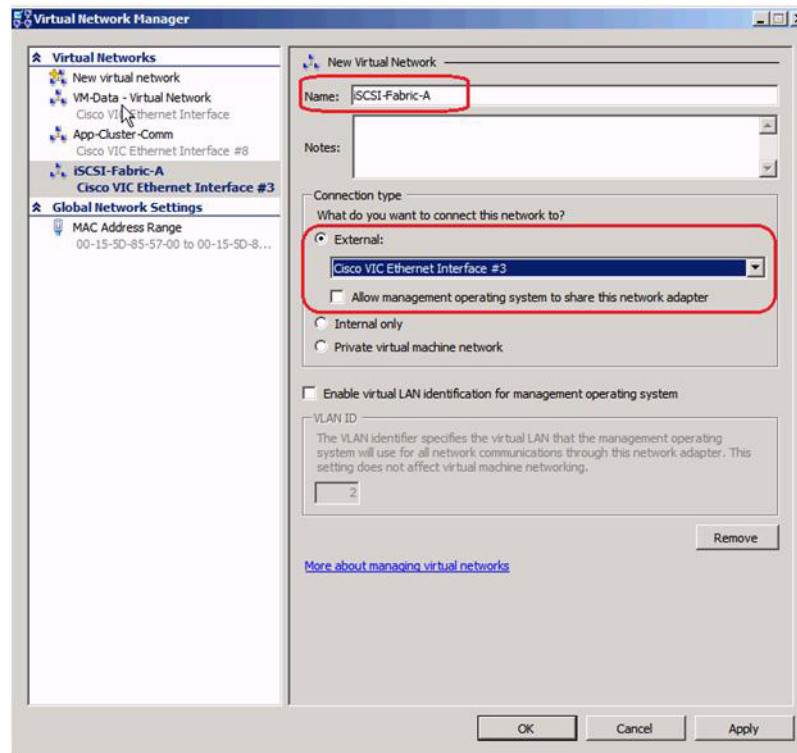 Virtual Network Manager
Virtual Networks
New virtual network
VM-Data - Virtual Network
Cisco VIC Ethernet Interface
App-Cluster-Comm
Cisco VIC Ethernet Interface #8
iSCSI-Fabric-A
Cisco VIC Ethernet Interface #3
Global Network Settings
MAC Address Range
00-15-5D-85-57-00 to 00-15-5D-8...
New Virtual Network
Name: iSCSI-Fabric-A
Notes:
Connection type
What do you want to connect this network to?
External:
Cisco VIC Ethernet Interface #3
Allow management operating system to share this network adapter
Internal only
Private virtual machine network
Enable virtual LAN identification for management operating system
VLAN ID
The VLAN identifier specifies the virtual LAN that the management operating
system will use for all network communications through this network adapter. This
setting does not affect virtual machine networking.
2
Remove
More about managing virtual networks
OK Cancel Apply